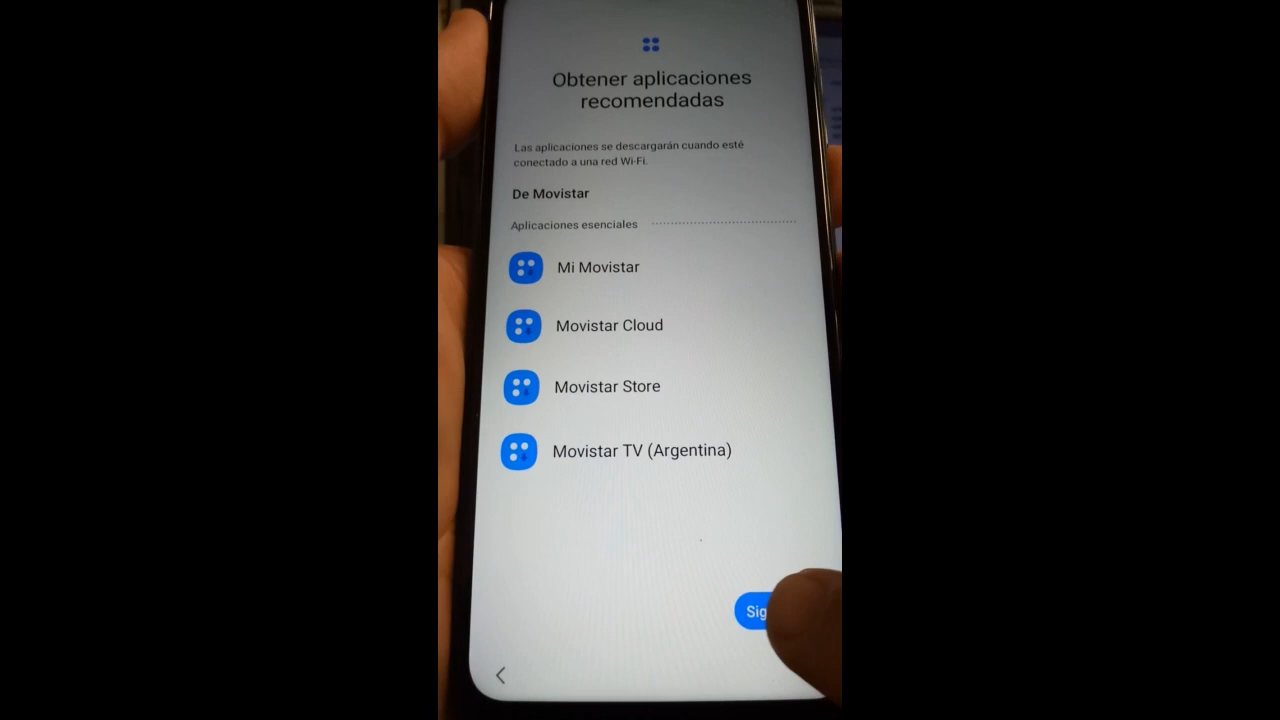 Obtener aplicaciones
recomendadas
Las aplicaciones se descargarán cuando esté
conectado a una red Wi-Fi.
De Movistar
Aplicaciones esenciales
Mi Movistar
Movistar Cloud
Movistar Store
Movistar TV (Argentina)
Sig